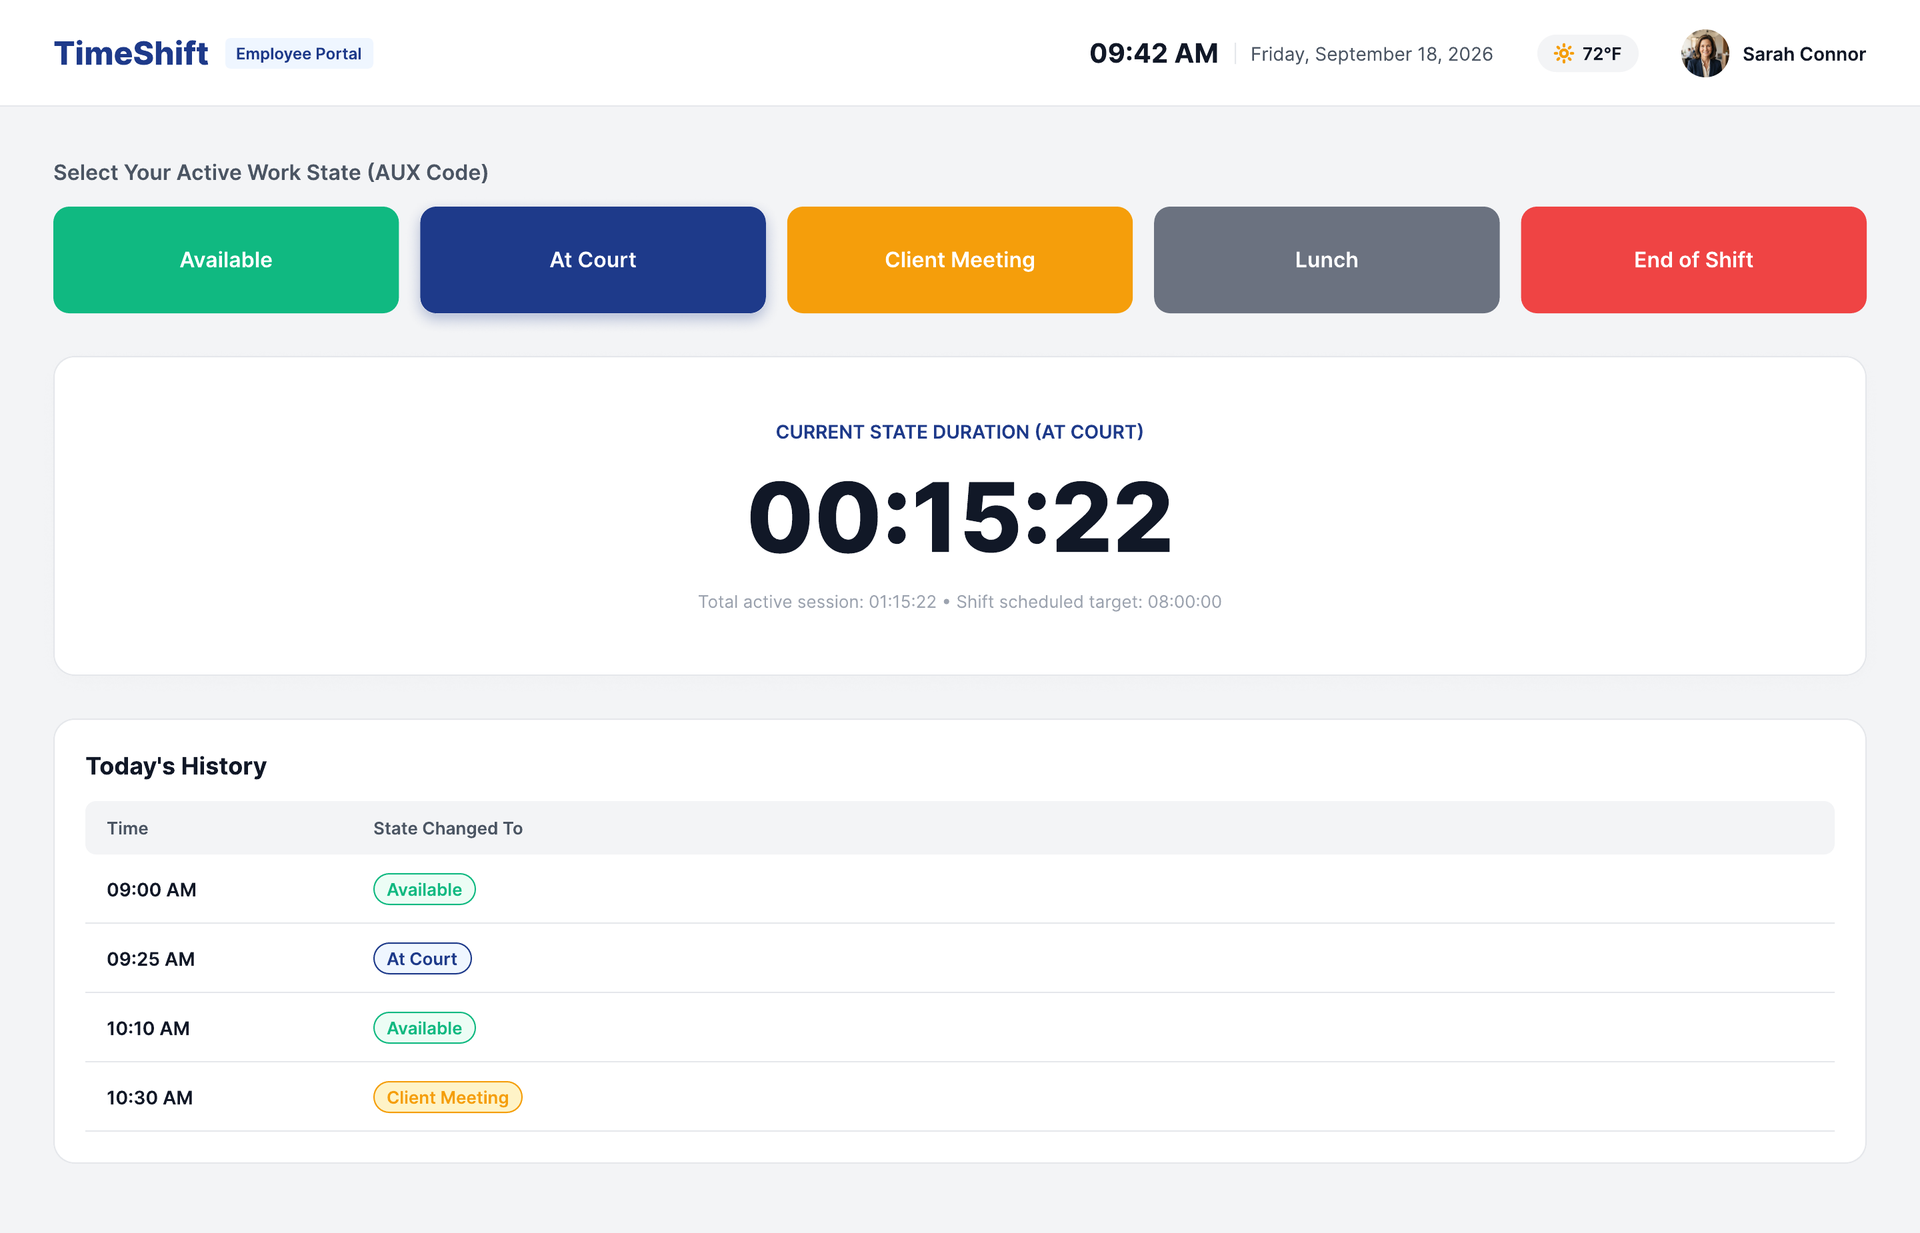 TimeShift Employee Portal 09:42 AM Friday, September 18, 2026 72°F Sarah Connor
Select Your Active Work State (AUX Code)
Available At Court Client Meeting Lunch End of Shift
CURRENT STATE DURATION (AT COURT)
00:15:22
Total active session: 01:15:22 • Shift scheduled target: 08:00:00
Today's History
Time State Changed To
09:00 AM Available
09:25 AM At Court
10:10 AM Available
10:30 AM Client Meeting